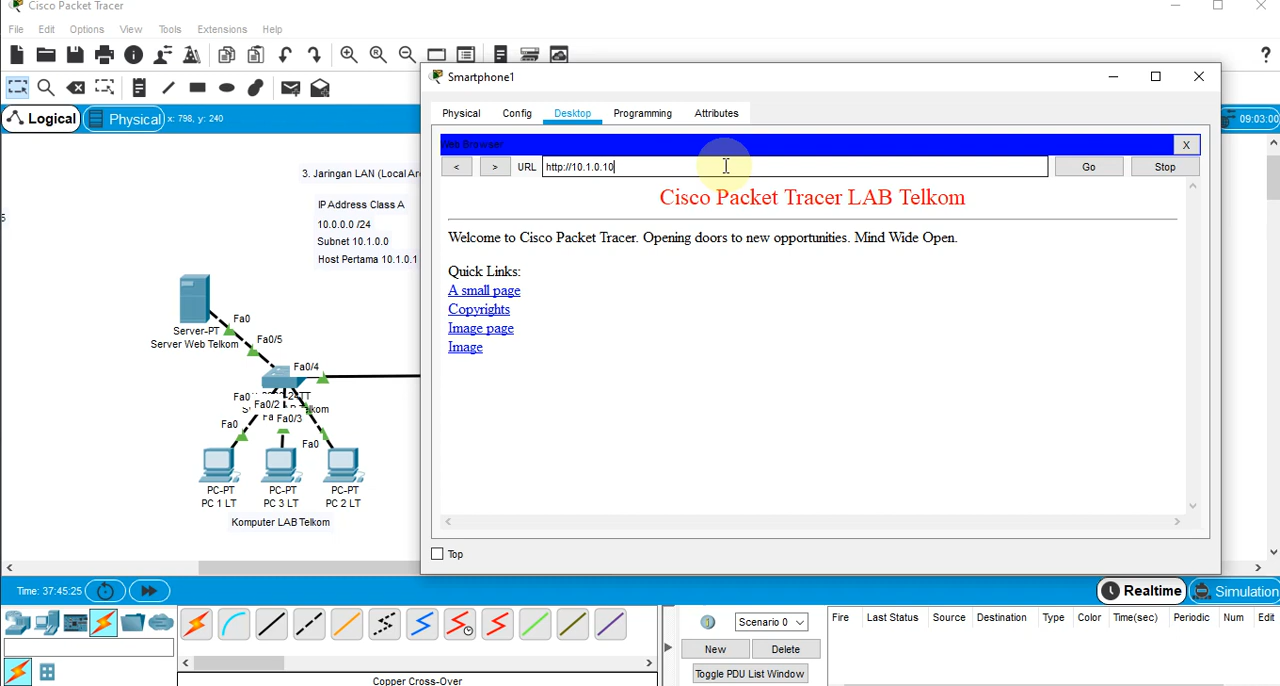 Cisco Packet Tracer
File Edit Options View Tools Extensions Help
?
Logical Physical x: 798, y: 240
09:03:00
3. Jaringan LAN (Local Are
IP Address Class A
10.0.0.0 /24
Subnet 10.1.0.0
Host Pertama 10.1.0.1
5
Server-PT
Server Web Telkom
Fa0
Fa0/5
Fa0/4
Fa0
Fa0/2
Fa0/3
Fa0
Fa0
PC-PT
PC 1 LT
PC-PT
PC 3 LT
PC-PT
PC 2 LT
Komputer LAB Telkom
Smartphone1
Physical Config Desktop Programming Attributes
Web Browser X
< > URL http://10.1.0.10 Go Stop
Cisco Packet Tracer LAB Telkom
Welcome to Cisco Packet Tracer. Opening doors to new opportunities. Mind Wide Open.
Quick Links:
A small page
Copyrights
Image page
Image
Top
Time: 37:45:25
Realtime Simulation
Copper Cross-Over
1 Scenario 0
New Delete
Toggle PDU List Window
Fire Last Status Source Destination Type Color Time(sec) Periodic Num Edit